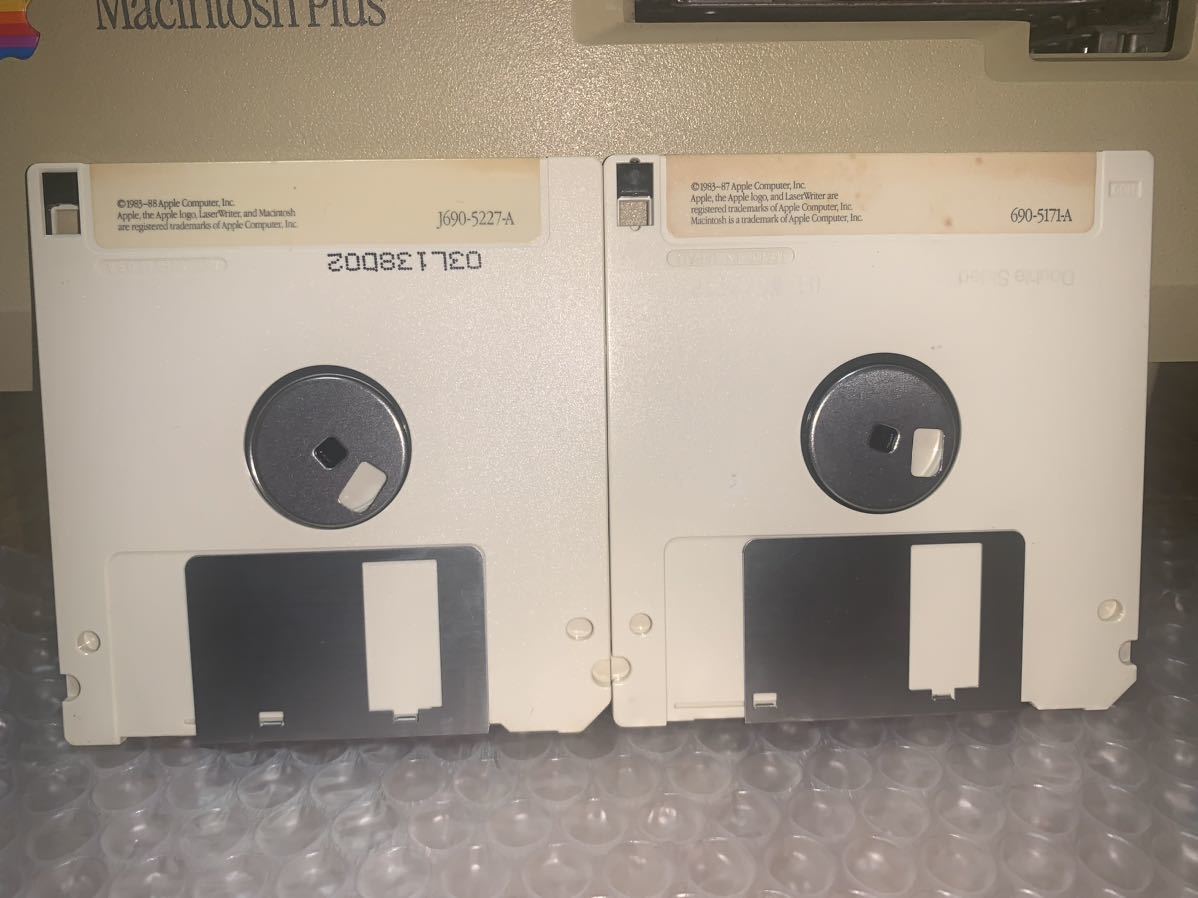 Macintosh Plus
©1983–88 Apple Computer, Inc.
Apple, the Apple logo, LaserWriter, and Macintosh
are registered trademarks of Apple Computer, Inc.
J690-5227-A
03L138D02
©1983–87 Apple Computer, Inc.
Apple, the Apple logo, and LaserWriter are
registered trademarks of Apple Computer, Inc.
Macintosh is a trademark of Apple Computer, Inc.
690-5171-A
Double Sided